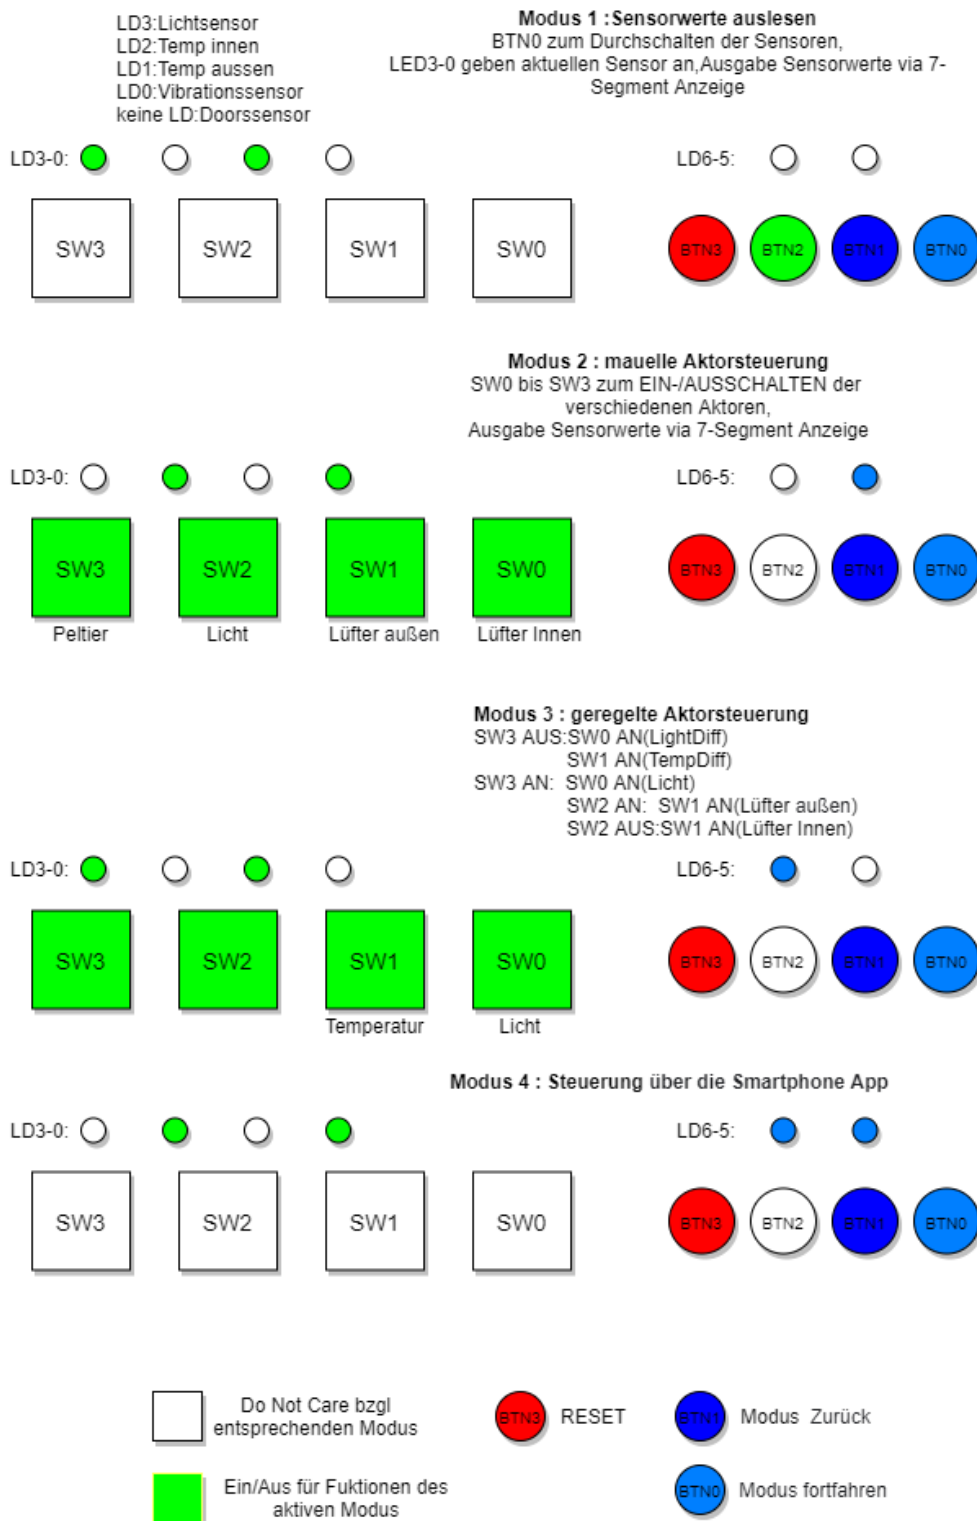 LD3:Lichtsensor
LD2:Temp innen
LD1:Temp aussen
LD0:Vibrationssensor
keine LD:Doorssensor
Modus 1 :Sensorwerte auslesen
BTN0 zum Durchschalten der Sensoren,
LED3-0 geben aktuellen Sensor an,Ausgabe Sensorwerte via 7-
Segment Anzeige
LD3-0:
LD6-5:
SW3 SW2 SW1 SW0
BTN3 BTN2 BTN1 BTN0
Modus 2 : mauelle Aktorsteuerung
SW0 bis SW3 zum EIN-/AUSSCHALTEN der
verschiedenen Aktoren,
Ausgabe Sensorwerte via 7-Segment Anzeige
LD3-0:
LD6-5:
SW3 SW2 SW1 SW0
BTN3 BTN2 BTN1 BTN0
Peltier Licht Lüfter außen Lüfter Innen
Modus 3 : geregelte Aktorsteuerung
SW3 AUS:SW0 AN(LightDiff)
SW1 AN(TempDiff)
SW3 AN: SW0 AN(Licht)
SW2 AN: SW1 AN(Lüfter außen)
SW2 AUS:SW1 AN(Lüfter Innen)
LD3-0:
LD6-5:
SW3 SW2 SW1 SW0
BTN3 BTN2 BTN1 BTN0
Temperatur Licht
Modus 4 : Steuerung über die Smartphone App
LD3-0:
LD6-5:
SW3 SW2 SW1 SW0
BTN3 BTN2 BTN1 BTN0
Do Not Care bzgl
entsprechenden Modus
BTN3 RESET
BTN1 Modus Zurück
Ein/Aus für Fuktionen des
aktiven Modus
BTN0 Modus fortfahren